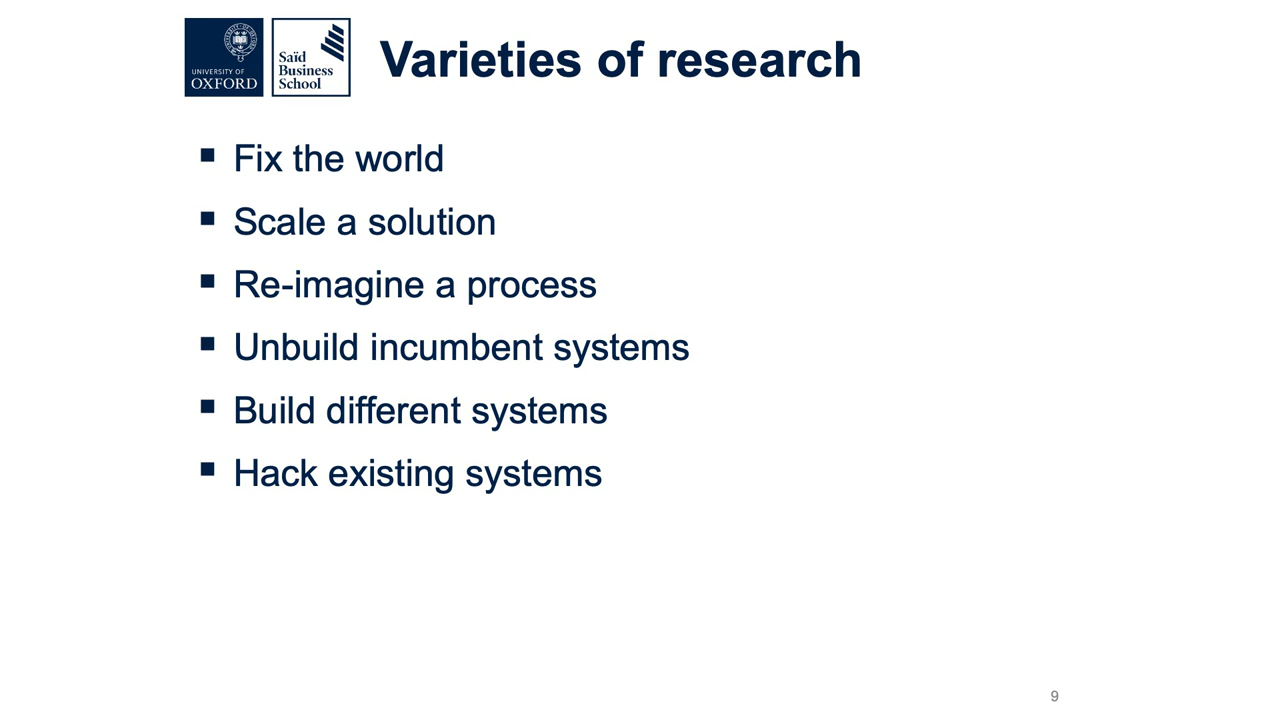 UNIVERSITY OF
OXFORD
Saïd
Business
School
Varieties of research
Fix the world
Scale a solution
Re-imagine a process
Unbuild incumbent systems
Build different systems
Hack existing systems
9